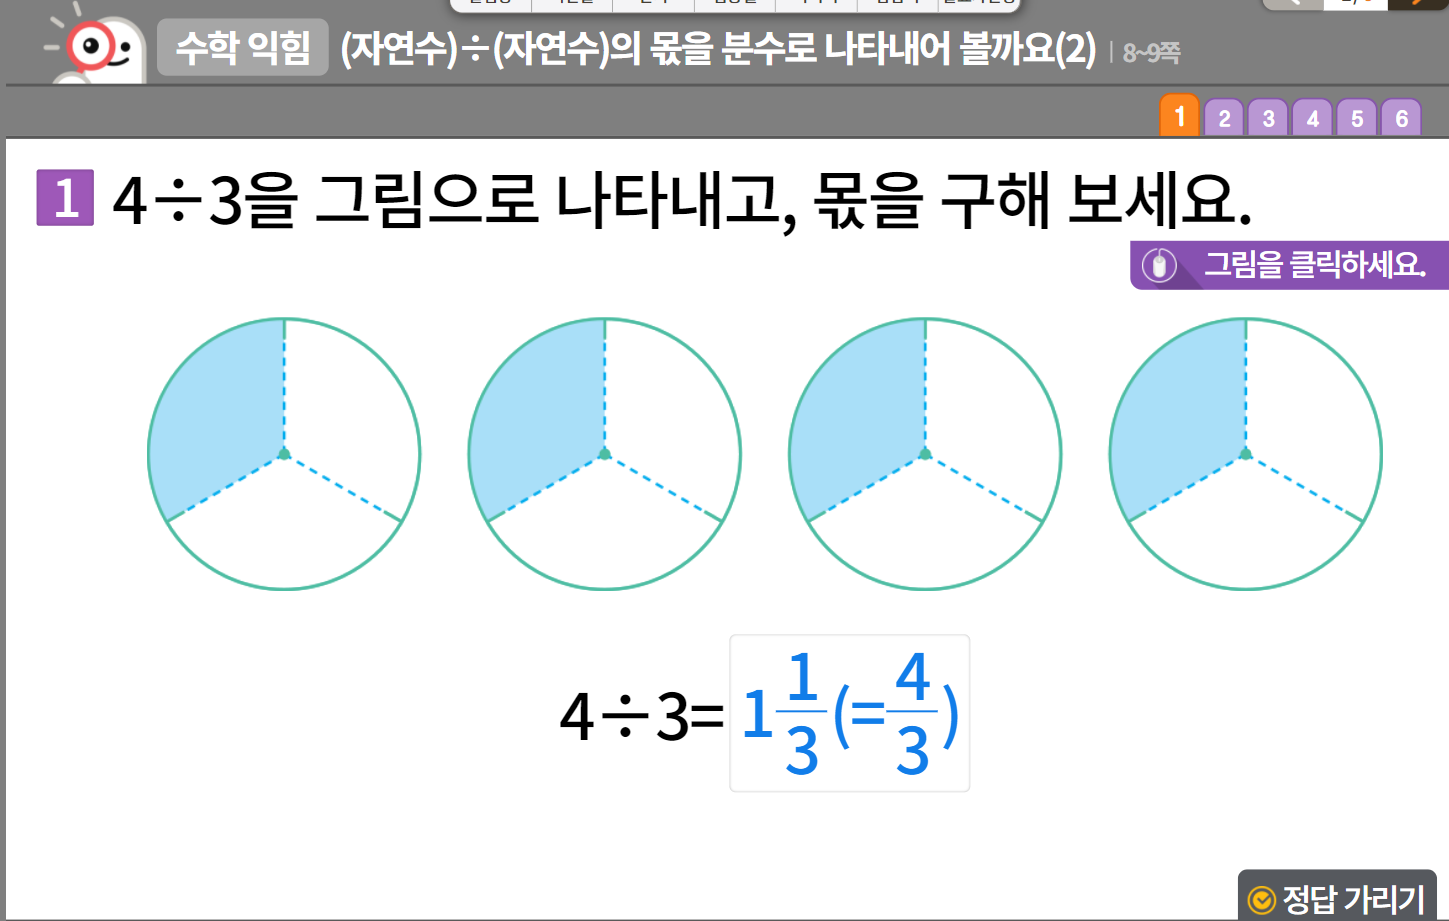 수학 익힘 (자연수)÷(자연수)의 몫을 분수로 나타내어 볼까요(2) | 8~9쪽
1 2 3 4 5 6
1 4÷3을 그림으로 나타내고, 몫을 구해 보세요.
그림을 클릭하세요.
4÷3= 1 1/3 (= 4/3)
정답 가리기